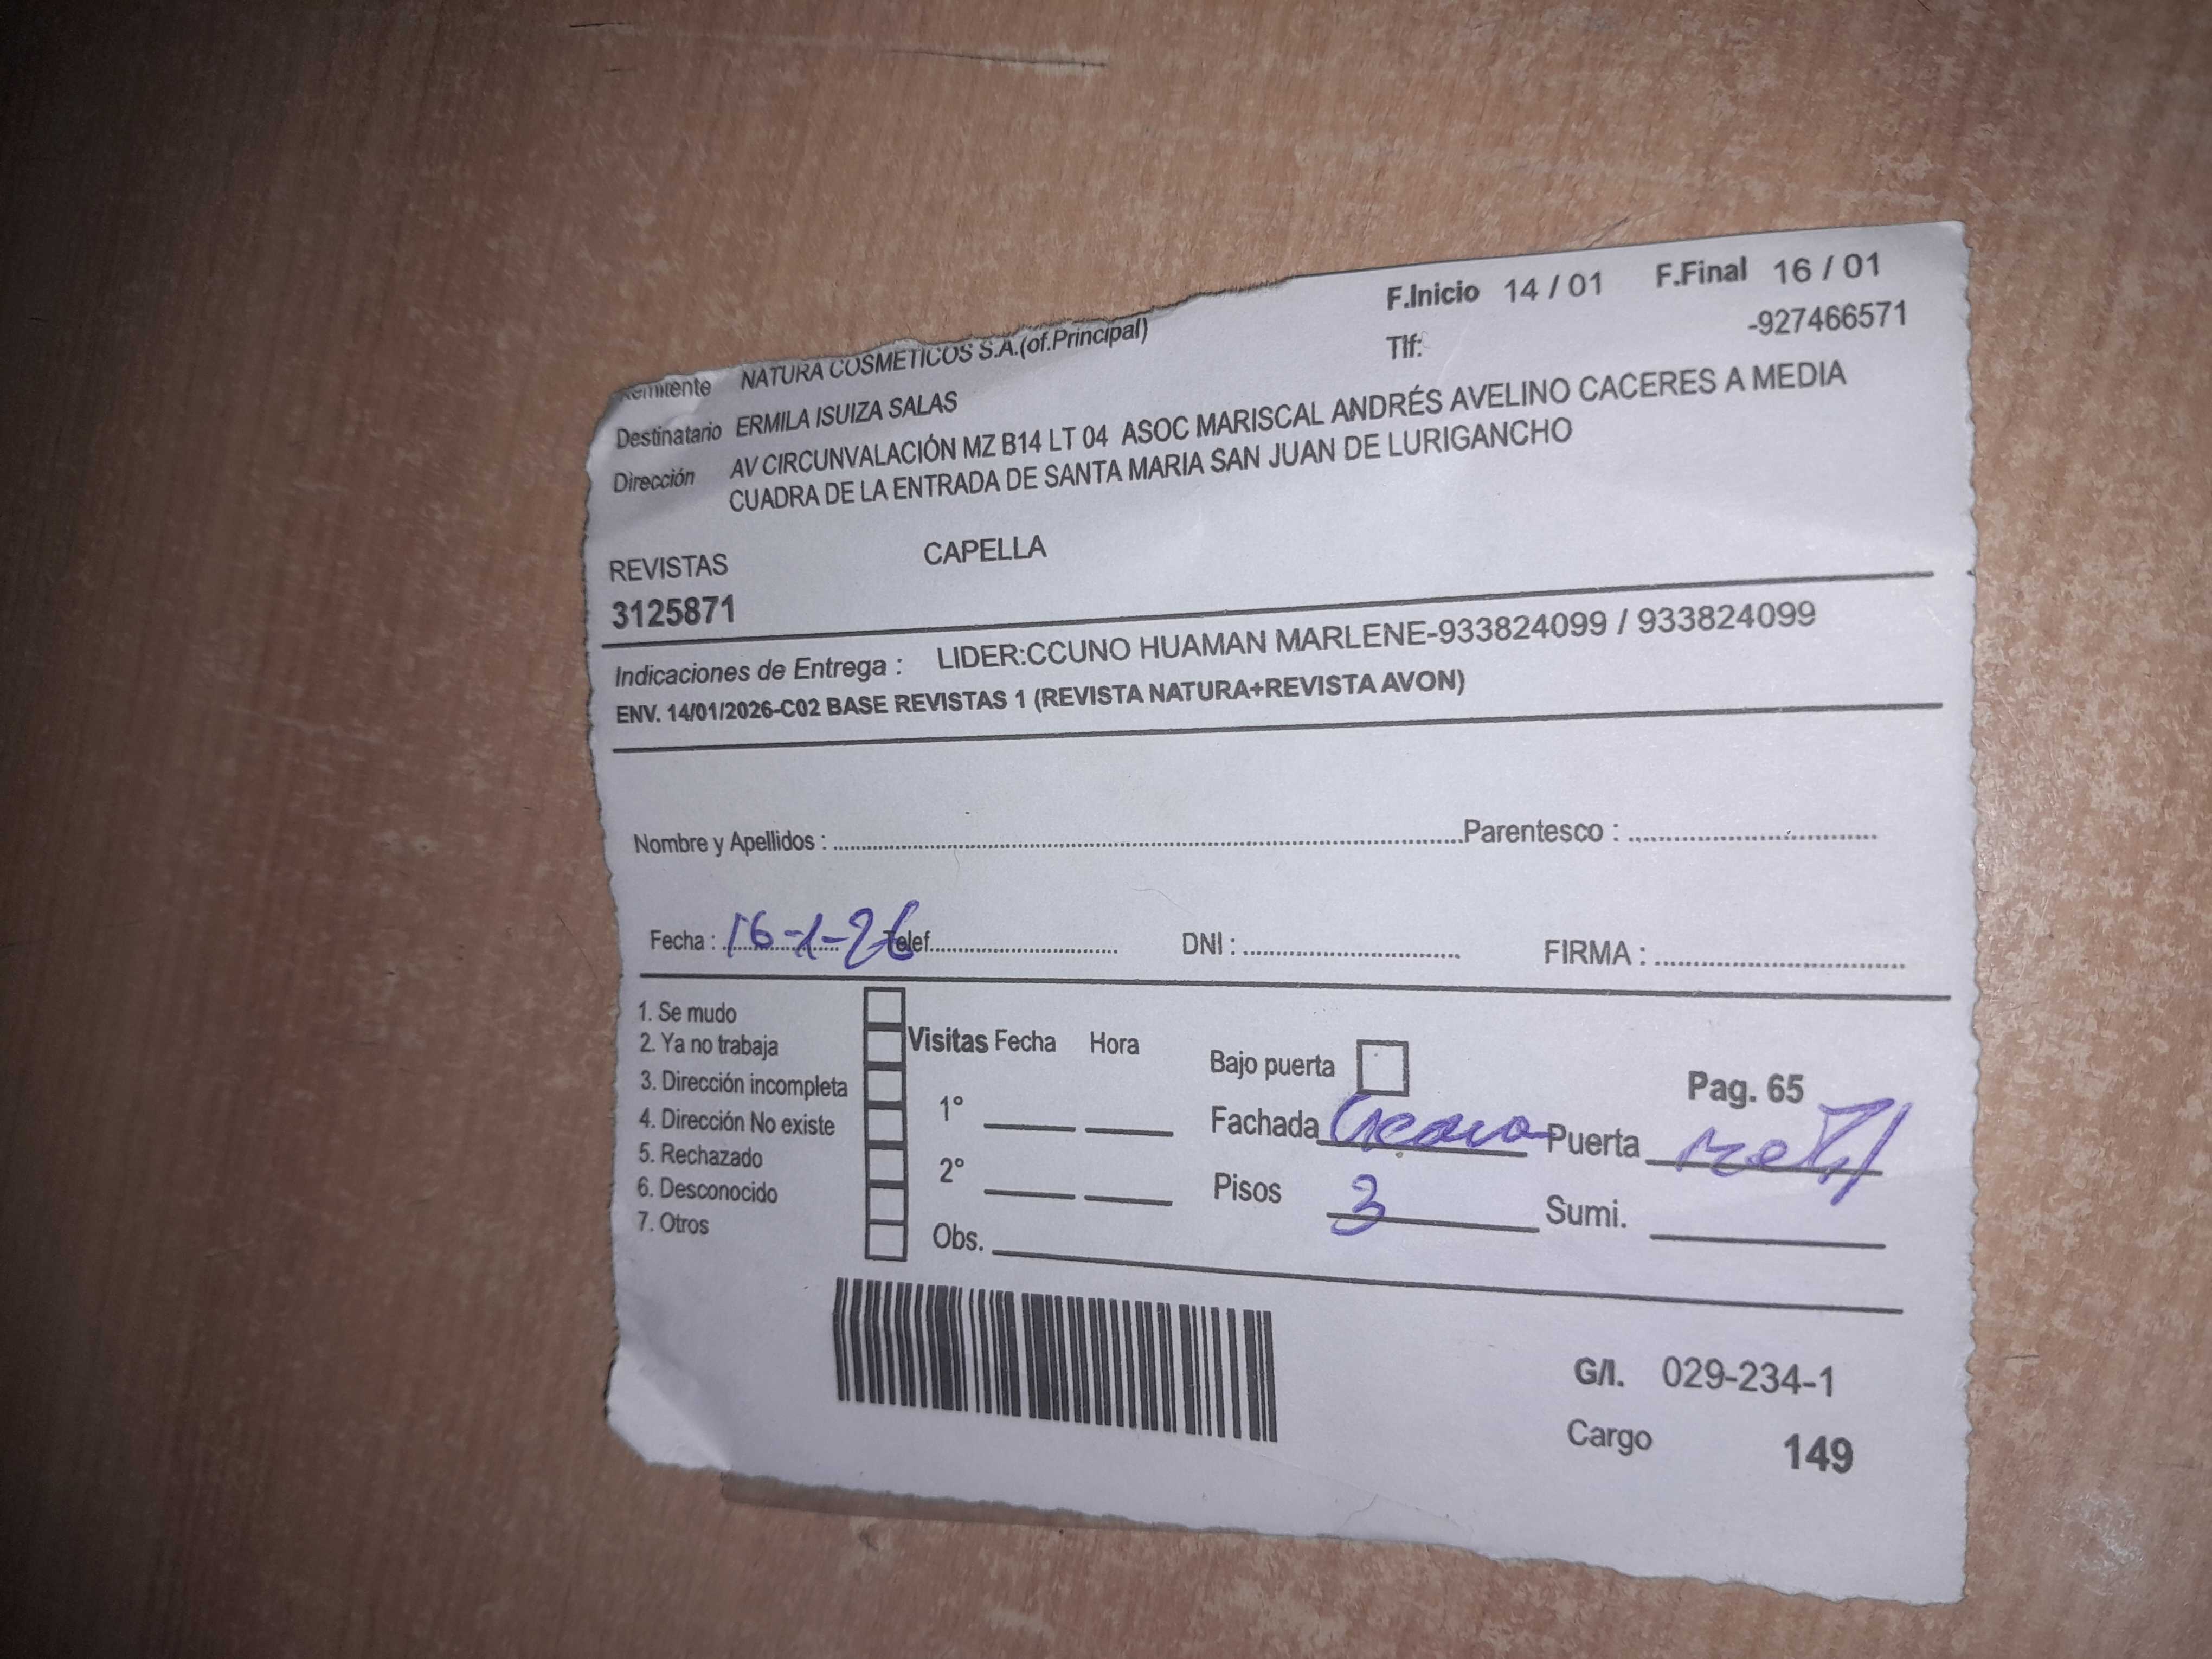 F.Inicio 14 / 01 F.Final 16 / 01
Remitente NATURA COSMETICOS S.A.(of.Principal) Tlf: -927466571
Destinatario ERMILA ISUIZA SALAS
Dirección AV CIRCUNVALACIÓN MZ B14 LT 04 ASOC MARISCAL ANDRÉS AVELINO CACERES A MEDIA
CUADRA DE LA ENTRADA DE SANTA MARIA SAN JUAN DE LURIGANCHO
REVISTAS CAPELLA
3125871
Indicaciones de Entrega : LIDER:CCUNO HUAMAN MARLENE-933824099 / 933824099
ENV. 14/01/2026-C02 BASE REVISTAS 1 (REVISTA NATURA+REVISTA AVON)
Nombre y Apellidos : Parentesco :
Fecha : 16-1-26 Telef. DNI : FIRMA :
1. Se mudo
2. Ya no trabaja
3. Dirección incompleta
4. Dirección No existe
5. Rechazado
6. Desconocido
7. Otros
Visitas Fecha Hora
1°
2°
Obs.
Bajo puerta
Pag. 65
Fachada Puerta
Pisos 3 Sumi.
G/I. 029-234-1
Cargo 149